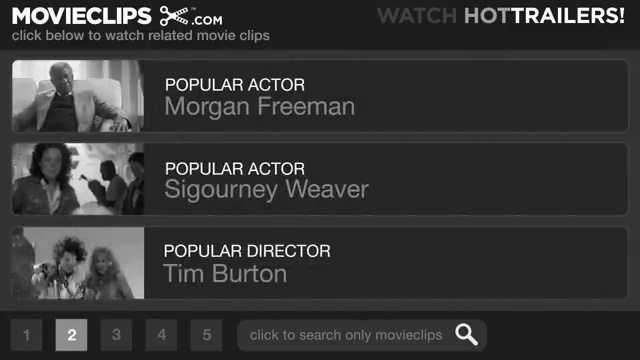 MOVIECLIPS.COM
WATCH HOTTRAILERS!
click below to watch related movie clips
POPULAR ACTOR
Morgan Freeman
POPULAR ACTOR
Sigourney Weaver
POPULAR DIRECTOR
Tim Burton
1 2 3 4 5
click to search only movieclips